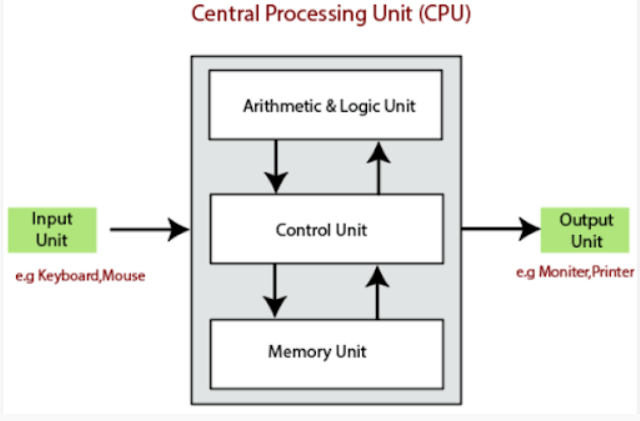 Central Processing Unit (CPU)
Arithmetic & Logic Unit
Input
Unit
e.g Keyboard,Mouse
Control Unit
Output
Unit
e.g Moniter,Printer
Memory Unit